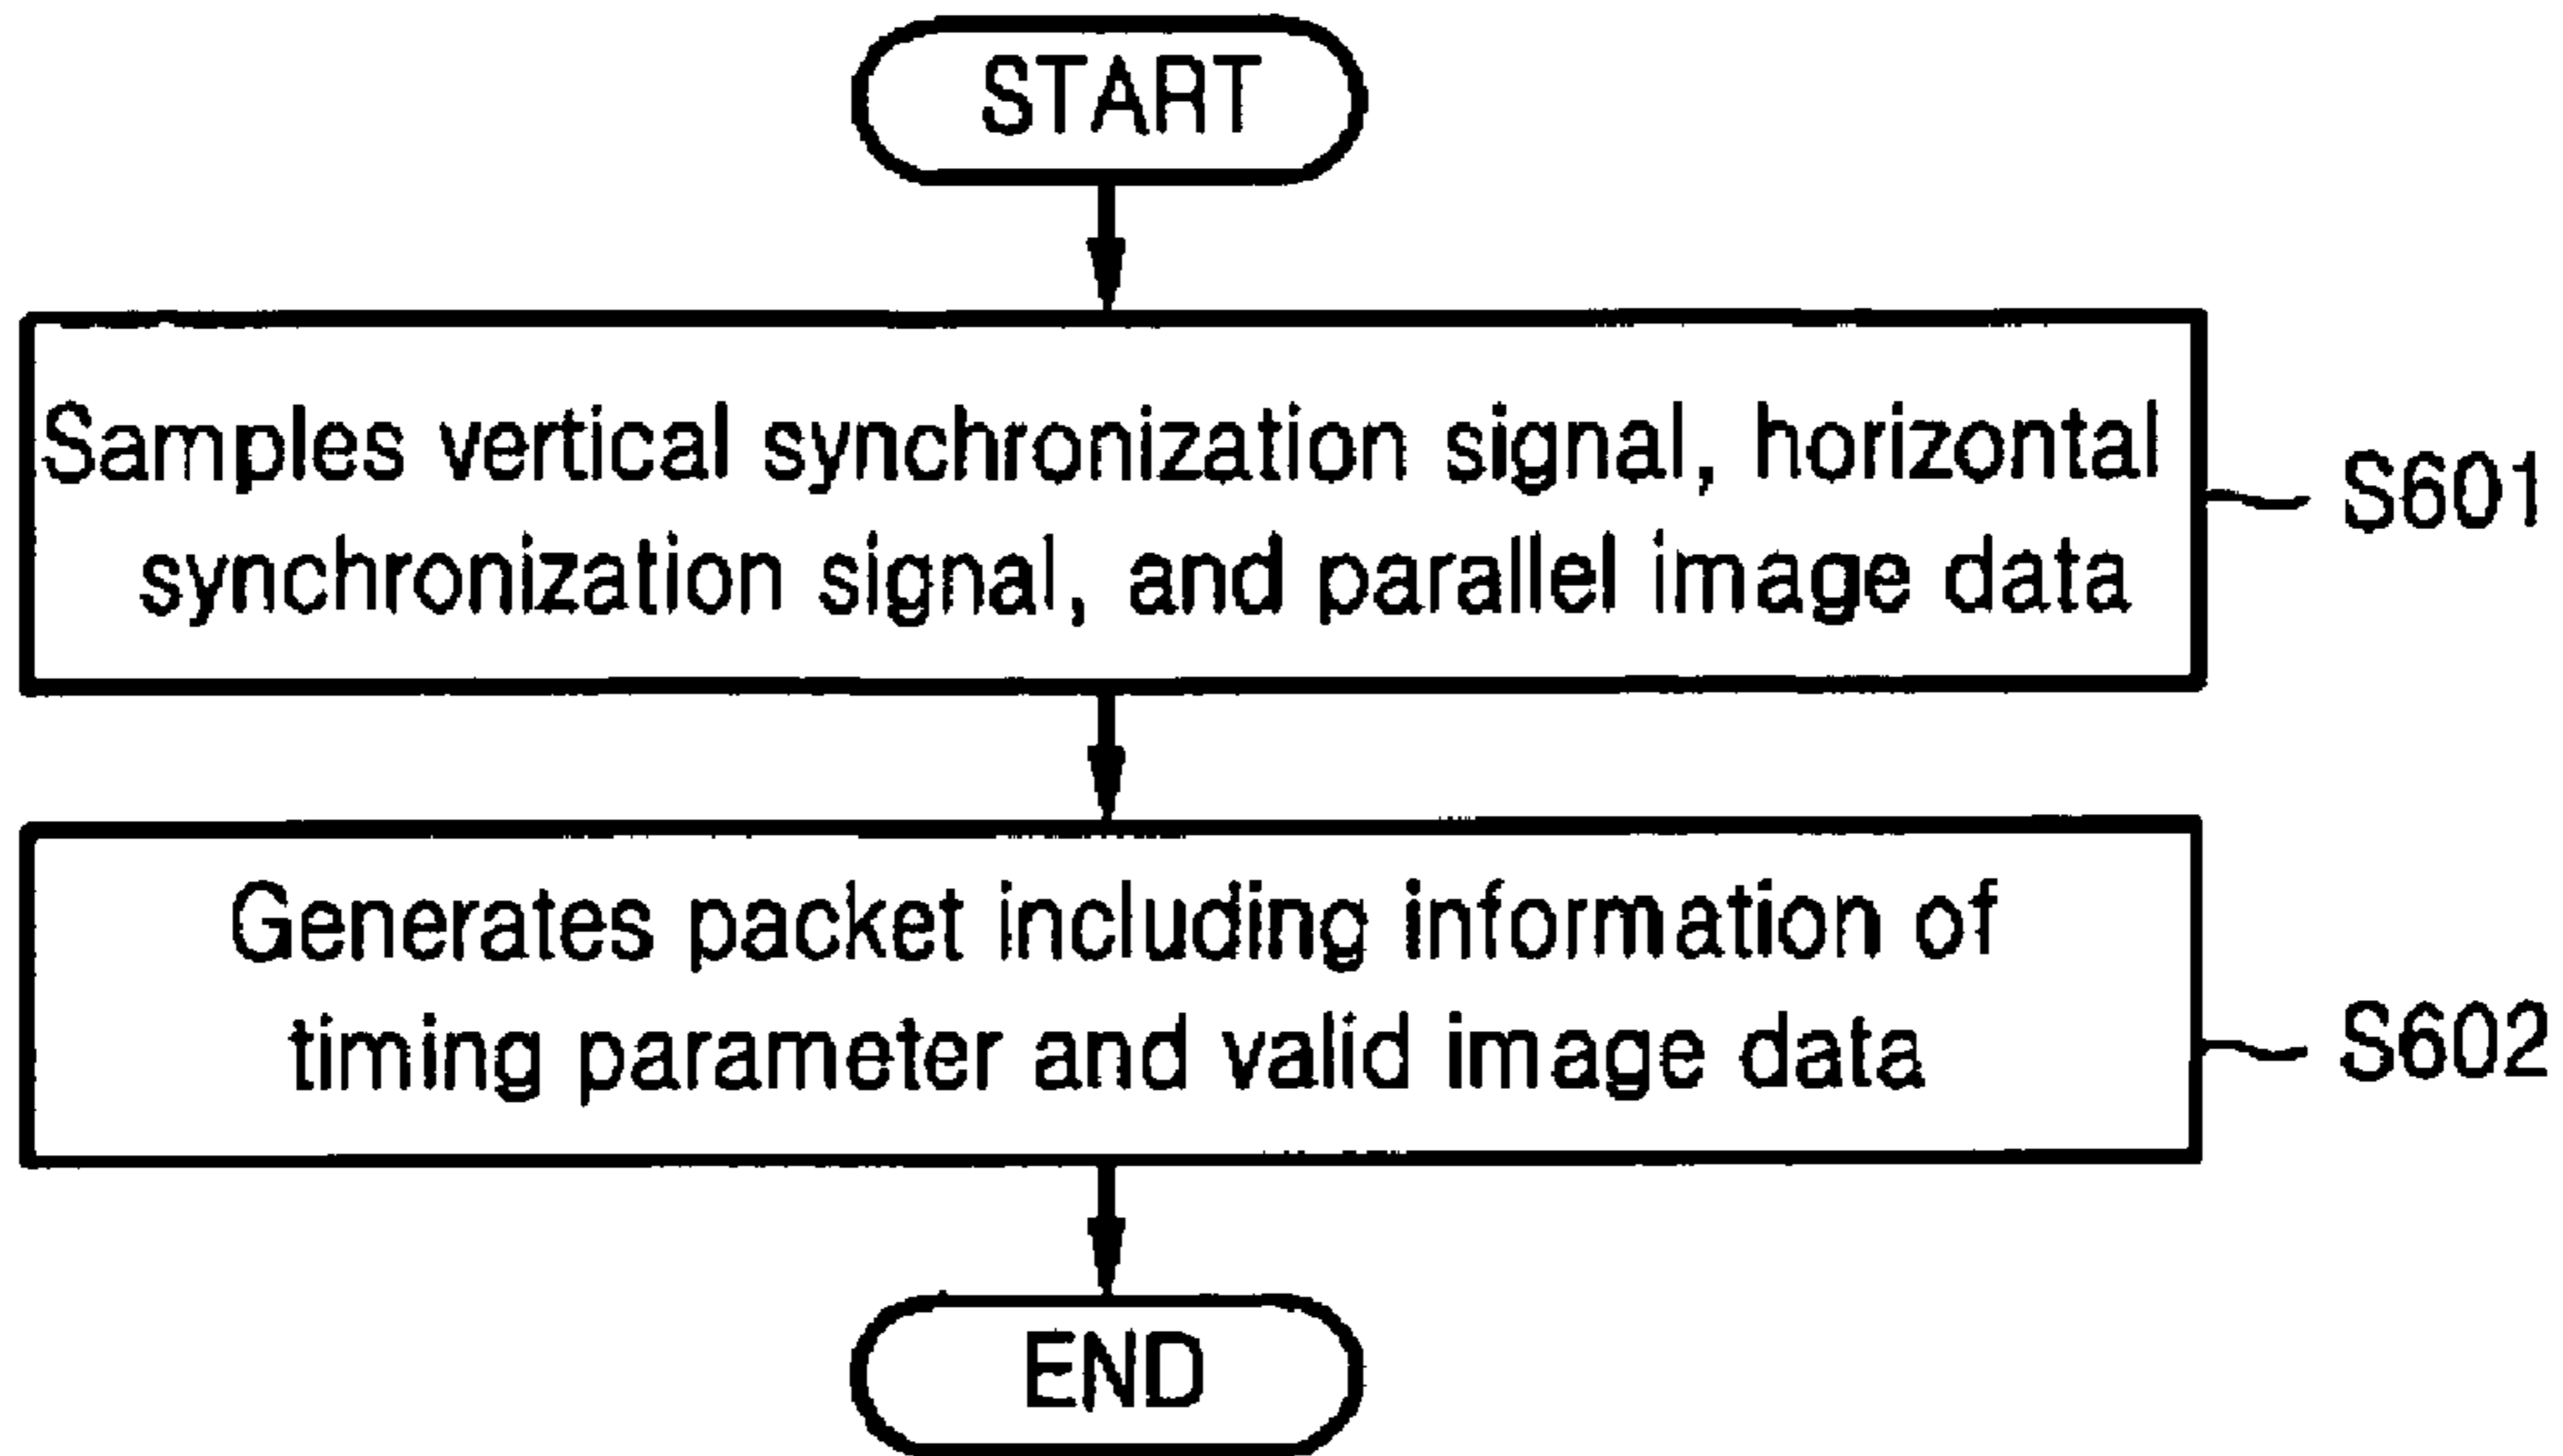 START
Samples vertical synchronization signal, horizontal
synchronization signal, and parallel image data
S601
Generates packet including information of
timing parameter and valid image data
S602
END